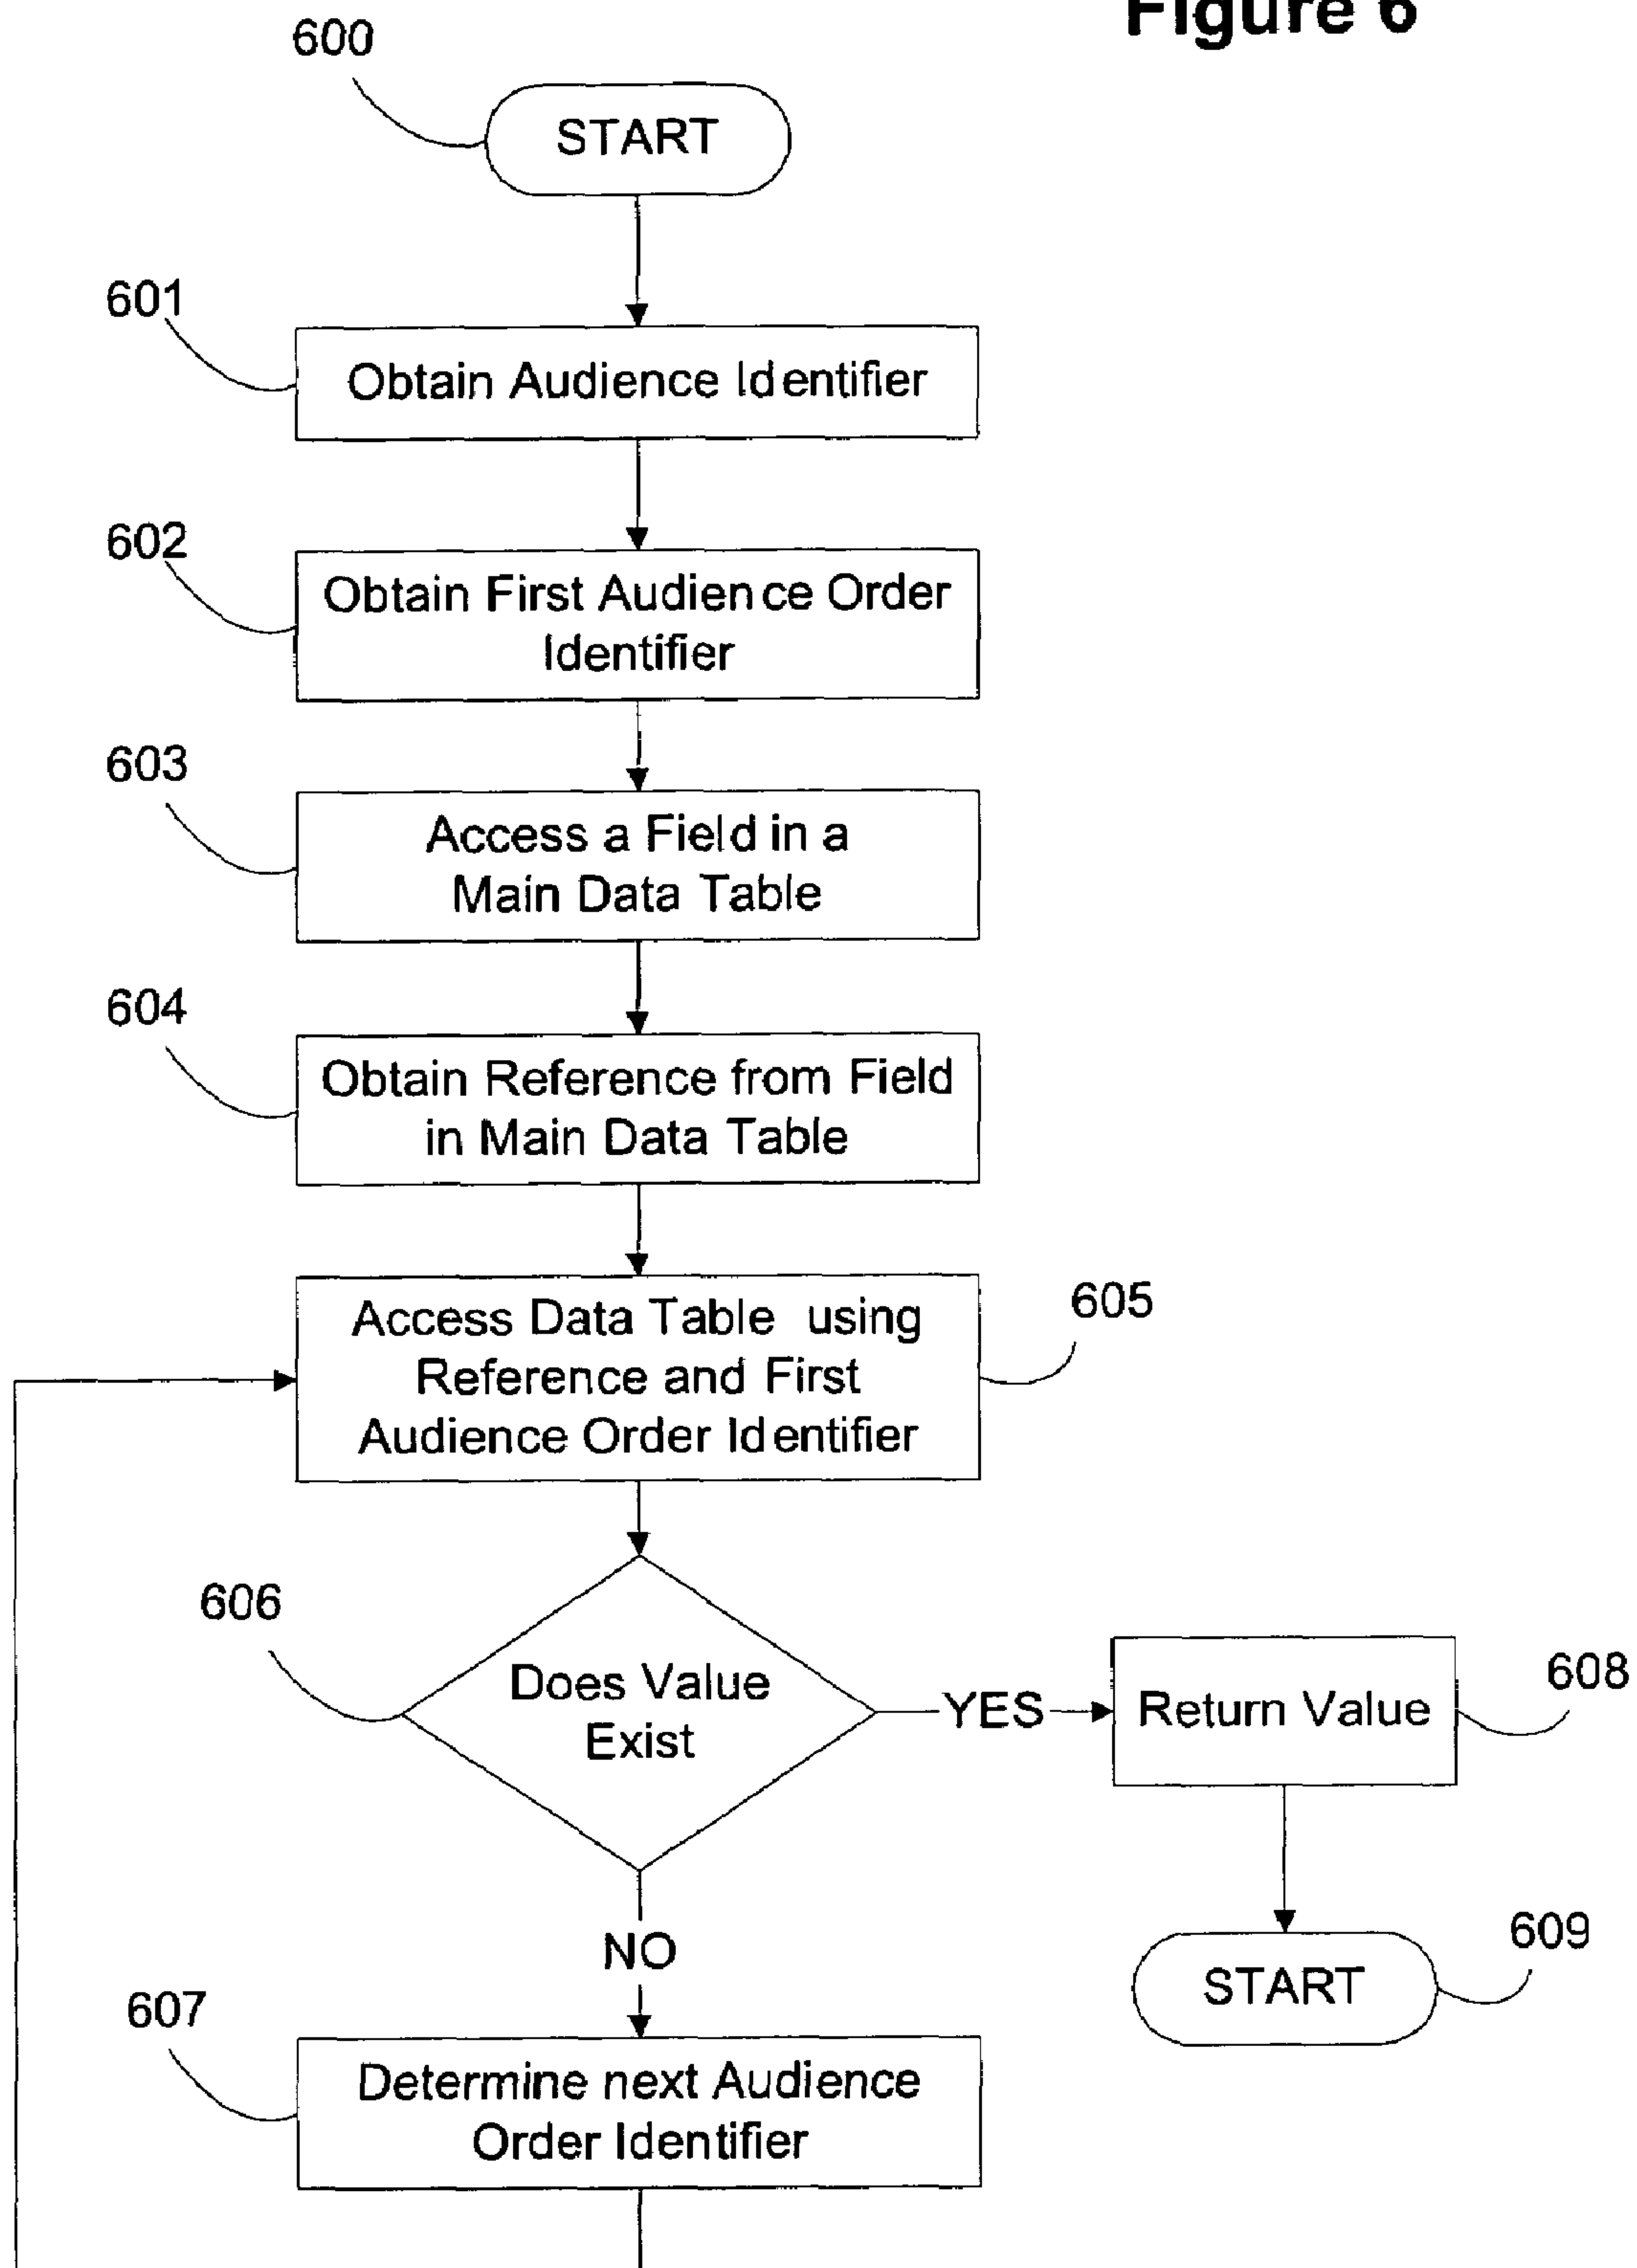 Figure 6
600
START
601
Obtain Audience Identifier
602
Obtain First Audience Order
Identifier
603
Access a Field in a
Main Data Table
604
Obtain Reference from Field
in Main Data Table
605
Access Data Table using
Reference and First
Audience Order Identifier
606
Does Value
Exist
YES
Return Value
608
NO
START
609
607
Determine next Audience
Order Identifier